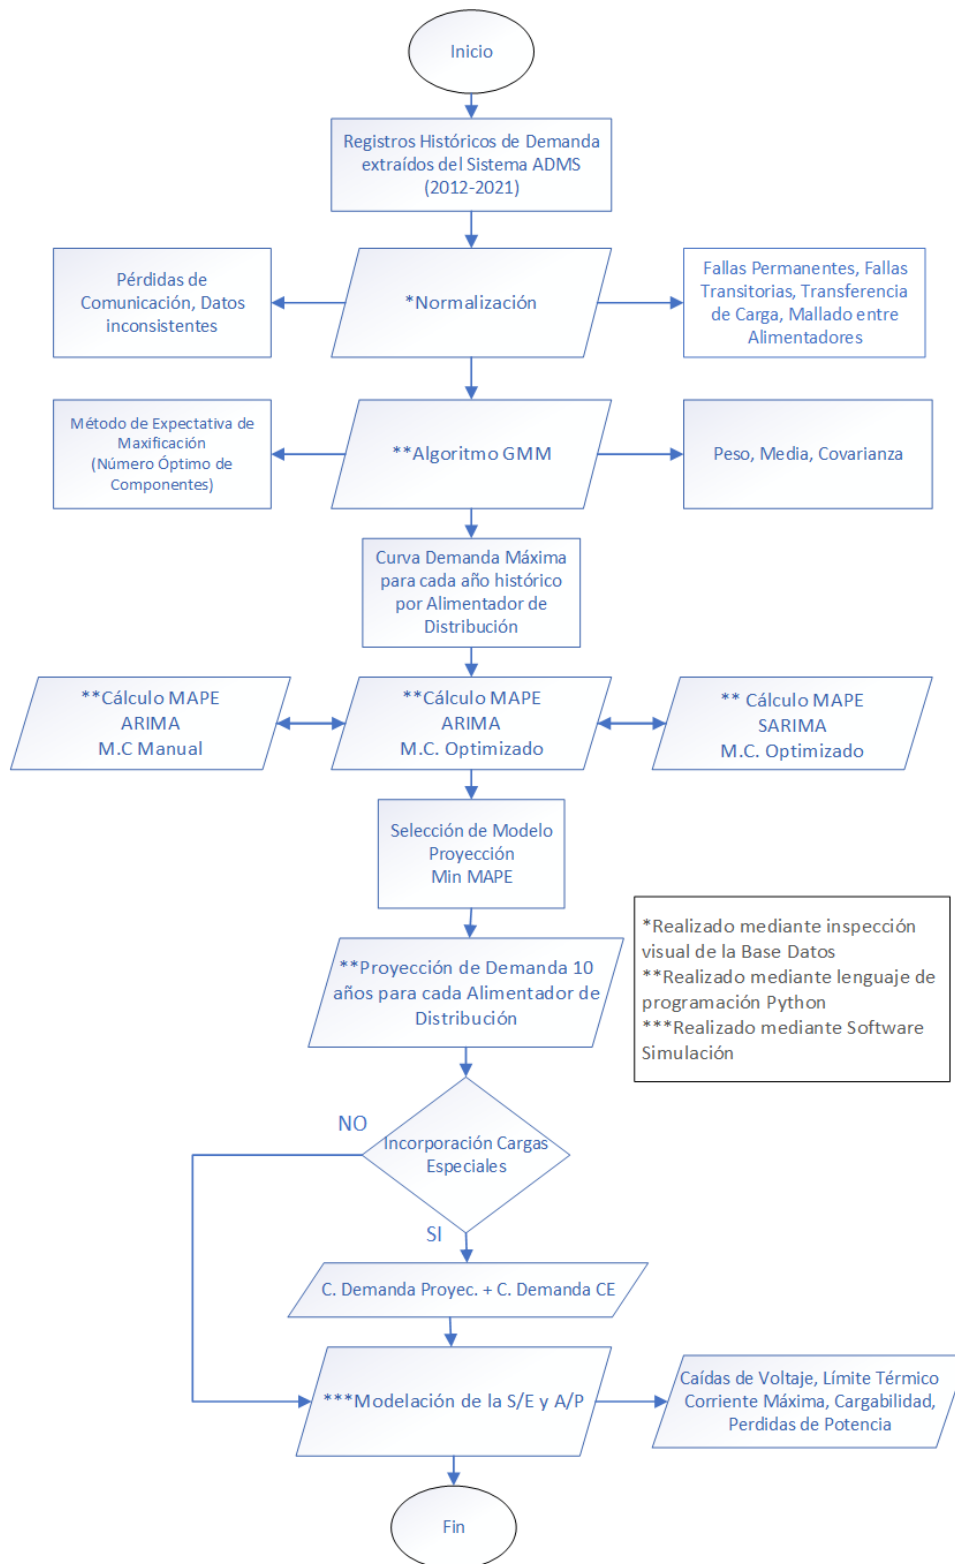 Inicio
Registros Históricos de Demanda
extraídos del Sistema ADMS
(2012-2021)
Pérdidas de
Comunicación, Datos
inconsistentes
*Normalización
Fallas Permanentes, Fallas
Transitorias, Transferencia
de Carga, Mallado entre
Alimentadores
Método de Expectativa de
Maxificación
(Número Óptimo de
Componentes)
**Algoritmo GMM
Peso, Media, Covarianza
Curva Demanda Máxima
para cada año histórico
por Alimentador de
Distribución
**Cálculo MAPE
ARIMA
M.C Manual
**Cálculo MAPE
ARIMA
M.C. Optimizado
** Cálculo MAPE
SARIMA
M.C. Optimizado
Selección de Modelo
Proyección
Min MAPE
*Realizado mediante inspección
visual de la Base Datos
**Realizado mediante lenguaje de
programación Python
***Realizado mediante Software
Simulación
**Proyección de Demanda 10
años para cada Alimentador de
Distribución
NO
Incorporación Cargas
Especiales
SI
C. Demanda Proyec. + C. Demanda CE
***Modelación de la S/E y A/P
Caídas de Voltaje, Límite Térmico
Corriente Máxima, Cargabilidad,
Perdidas de Potencia
Fin